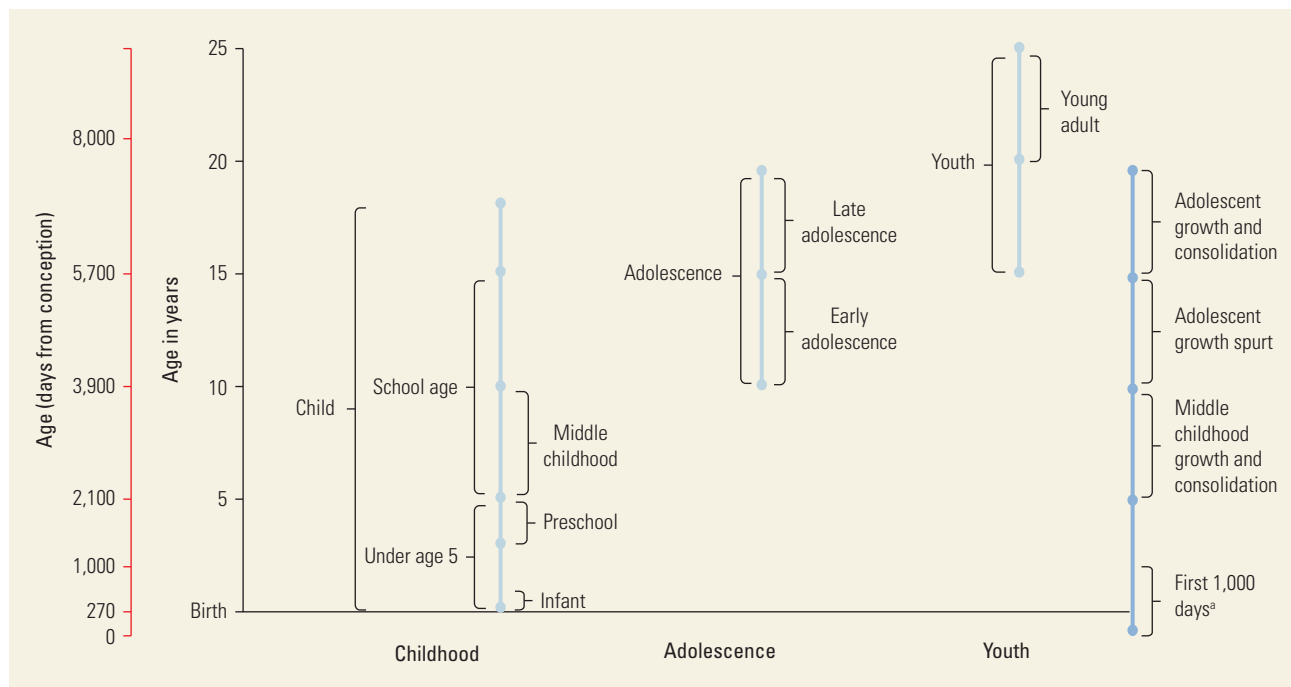 Age (days from conception)
8,000
5,700
3,900
2,100
1,000
270
0
Age in years
25
20
15
10
5
Birth
Child
School age
Middle
childhood
Under age 5
Preschool
Infant
Childhood
Adolescence
Late
adolescence
Early
adolescence
Adolescence
Youth
Young
adult
Youth
Adolescent
growth and
consolidation
Adolescent
growth spurt
Middle
childhood
growth and
consolidation
First 1,000
daysᵃ